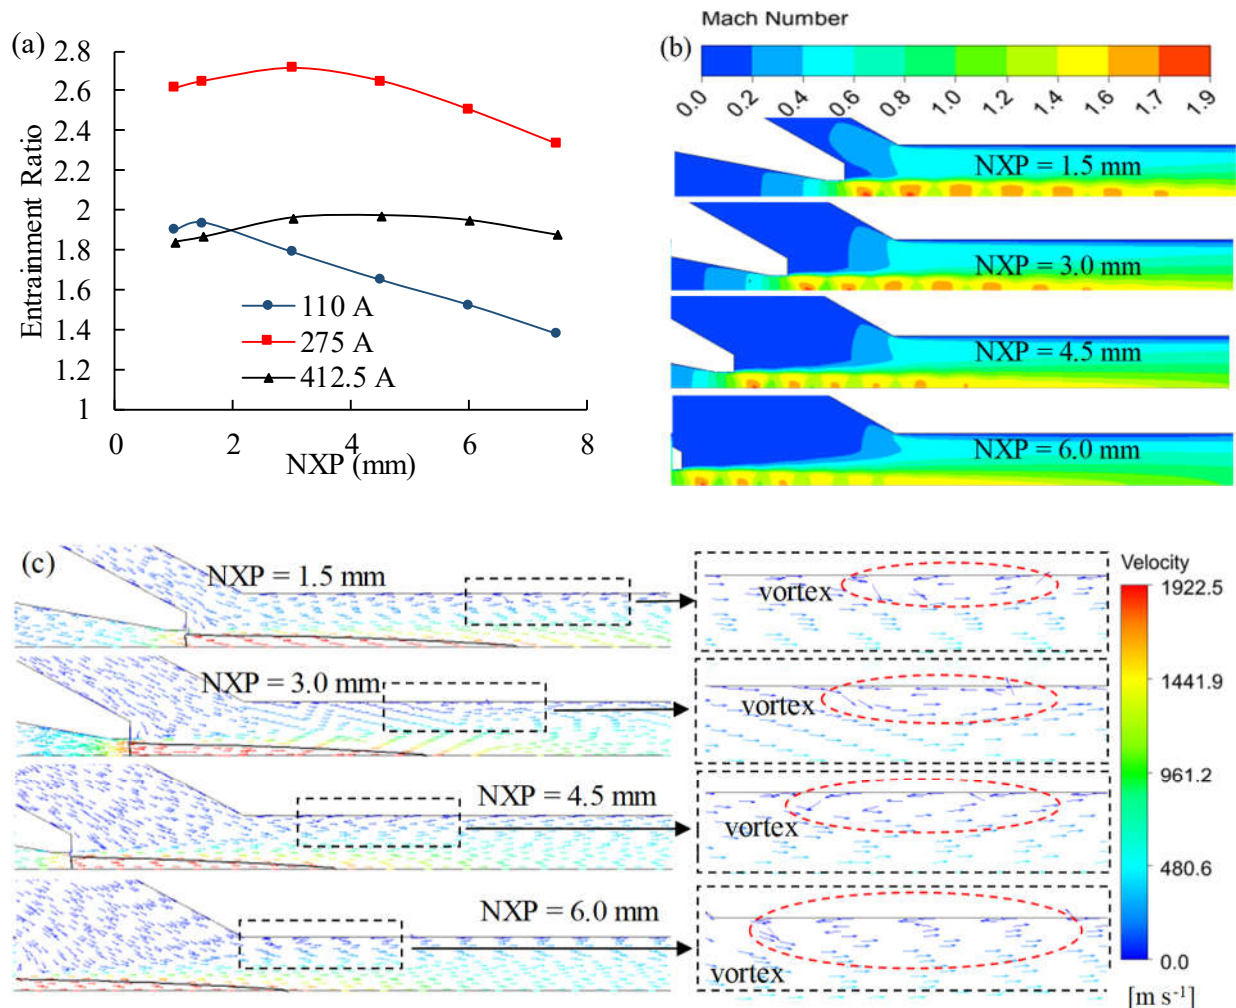 (a)
2.8
2.6
2.4
2.2
2
1.8
1.6
1.4
1.2
1
Entrainment Ratio
0
2
4
6
8
NXP (mm)
110 A
275 A
412.5 A
(b)
Mach Number
0.0
0.2
0.4
0.6
0.8
1.0
1.2
1.4
1.6
1.7
1.9
NXP = 1.5 mm
NXP = 3.0 mm
NXP = 4.5 mm
NXP = 6.0 mm
(c)
NXP = 1.5 mm
vortex
NXP = 3.0 mm
vortex
NXP = 4.5 mm
vortex
NXP = 6.0 mm
vortex
Velocity
1922.5
1441.9
961.2
480.6
0.0
[m s⁻¹]